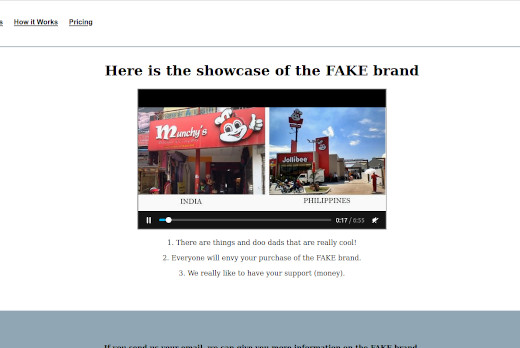 s How it Works Pricing
Here is the showcase of the FAKE brand
Munchy's
Jollibee
INDIA PHILIPPINES
0:17 / 6:55
1. There are things and doo dads that are really cool!
2. Everyone will envy your purchase of the FAKE brand.
3. We really like to have your support (money).
If you send us your email, we can give you more information on the FAKE brand